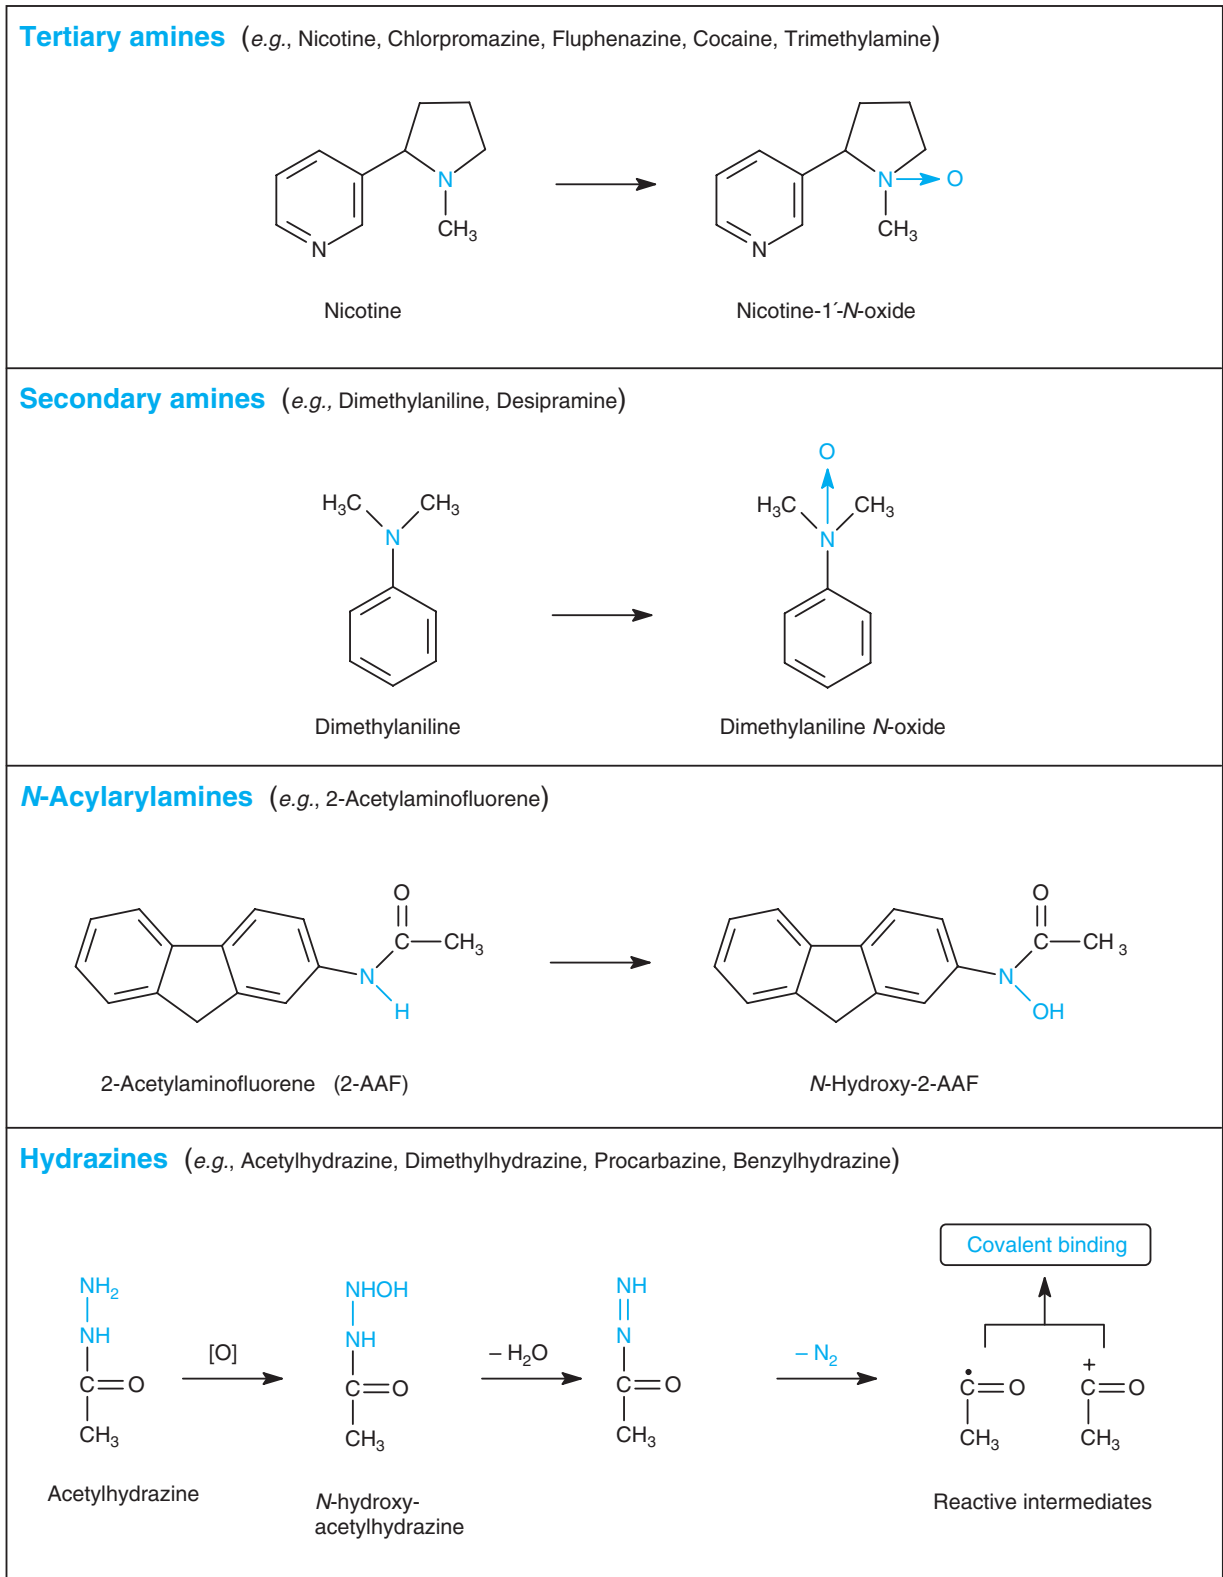 Tertiary amines (e.g., Nicotine, Chlorpromazine, Fluphenazine, Cocaine, Trimethylamine)
N
CH₃
N
N
O
CH₃
N
Nicotine
Nicotine-1´-N-oxide
Secondary amines (e.g., Dimethylaniline, Desipramine)
O
H₃C
CH₃
H₃C
CH₃
N
N
Dimethylaniline
Dimethylaniline N-oxide
N-Acylarylamines (e.g., 2-Acetylaminofluorene)
O
O
C
CH₃
C
CH₃
N
N
H
OH
2-Acetylaminofluorene (2-AAF)
N-Hydroxy-2-AAF
Hydrazines (e.g., Acetylhydrazine, Dimethylhydrazine, Procarbazine, Benzylhydrazine)
Covalent binding
NH₂
NHOH
NH
NH
NH
N
[O]
– H₂O
– N₂
C=O
C=O
C=O
•
C=O
+
C=O
CH₃
CH₃
CH₃
CH₃
CH₃
Acetylhydrazine
N-hydroxy-
acetylhydrazine
Reactive intermediates